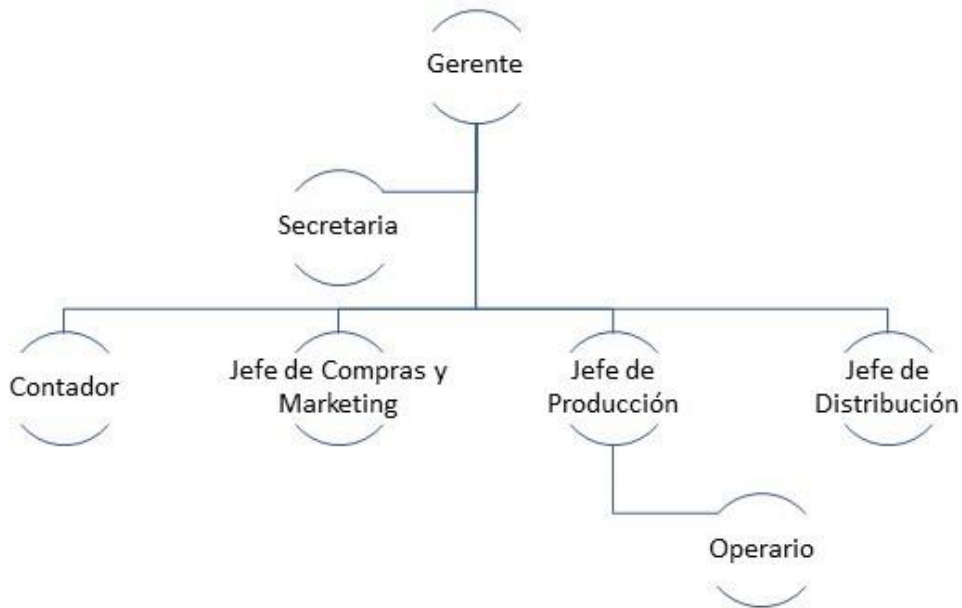 Gerente
Secretaria
Contador
Jefe de Compras y
Marketing
Jefe de
Producción
Jefe de
Distribución
Operario